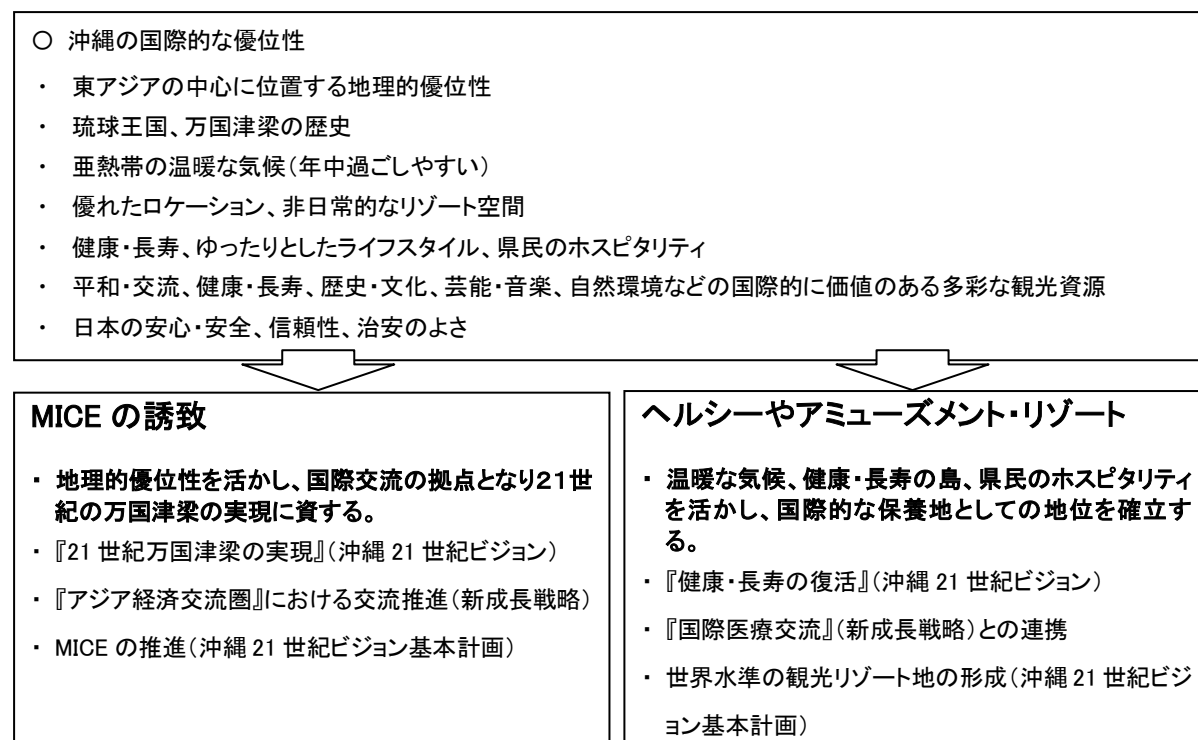 ○ 沖縄の国際的な優位性
・ 東アジアの中心に位置する地理的優位性
・ 琉球王国、万国津梁の歴史
・ 亜熱帯の温暖な気候（年中過ごしやすい）
・ 優れたロケーション、非日常的なリゾート空間
・ 健康・長寿、ゆったりとしたライフスタイル、県民のホスピタリティ
・ 平和・交流、健康・長寿、歴史・文化、芸能・音楽、自然環境などの国際的に価値のある多彩な観光資源
・ 日本の安心・安全、信頼性、治安のよさ
MICE の誘致
・ 地理的優位性を活かし、国際交流の拠点となり２１世
紀の万国津梁の実現に資する。
・『21 世紀万国津梁の実現』（沖縄 21 世紀ビジョン）
・『アジア経済交流圏』における交流推進（新成長戦略）
・ MICE の推進（沖縄 21 世紀ビジョン基本計画）
ヘルシーやアミューズメント・リゾート
・ 温暖な気候、健康・長寿の島、県民のホスピタリティ
を活かし、国際的な保養地としての地位を確立す
る。
・『健康・長寿の復活』（沖縄 21 世紀ビジョン）
・『国際医療交流』（新成長戦略）との連携
・ 世界水準の観光リゾート地の形成（沖縄 21 世紀ビジ
ョン基本計画）